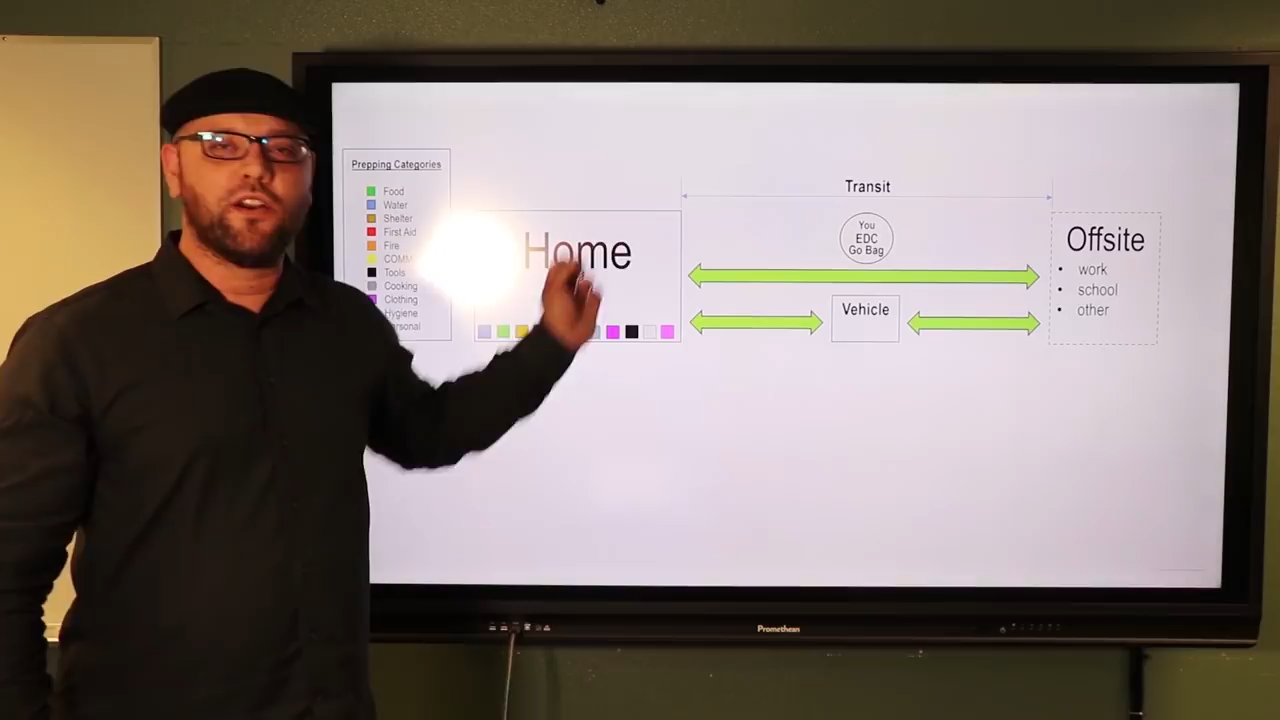 Prepping Categories
Food
Water
Shelter
First Aid
Fire
COMM
Tools
Cooking
Clothing
Hygiene
Home
Transit
You
EDC
Go Bag
Vehicle
Offsite
• work
• school
• other
Promethean